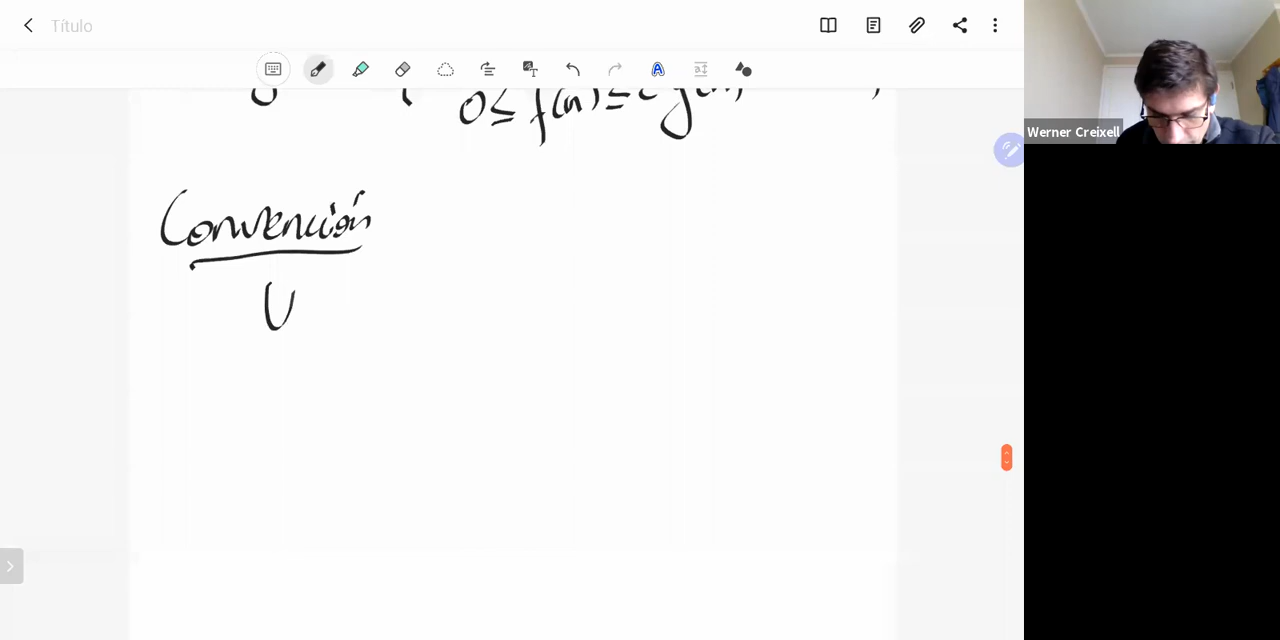 Título
0 ≤ f(n) ≤ c g(n)
Convención
U
Werner Creixell